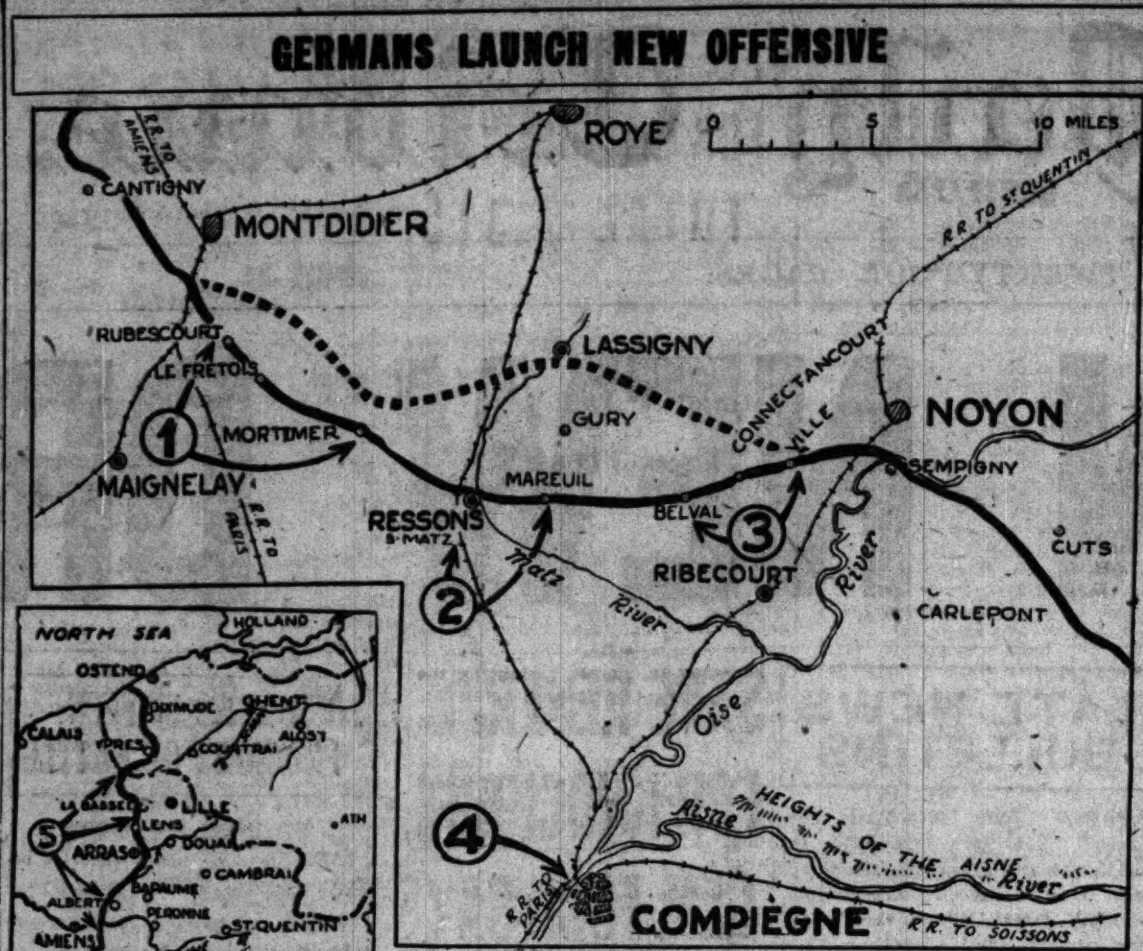 GERMANS LAUNCH NEW OFFENSIVE
R.R. TO AMIENS
ROYE
0 5 10 MILES
CANTIGNY
MONTDIDIER
R.R. TO ST QUENTIN
RUBESCOURT
LE FRETOIS
LASSIGNY
CONNECTANCOURT
VILLE
NOYON
GURY
1
MORTIMER
MAIGNELAY
R.R. TO PARIS
MAREUIL
SEMPIGNY
RESSONS
S-MATZ
BELVAL
3
CUTS
2
Matz River
RIBECOURT
River
CARLEPONT
Oise
4
Aisne River
HEIGHTS OF THE AISNE
R.R. TO PARIS
COMPIÈGNE
R.R. TO SOISSONS
NORTH SEA
HOLLAND
OSTEND
DIXMUDE
GHENT
CALAIS
YPRES
COURTRAI
ALOST
LA BASSEE
LILLE
5
LENS
ATH
ARRAS
DOUAI
CAMBRAI
BAPAUME
ALBERT
PERONNE
AMIENS
ST. QUENTIN